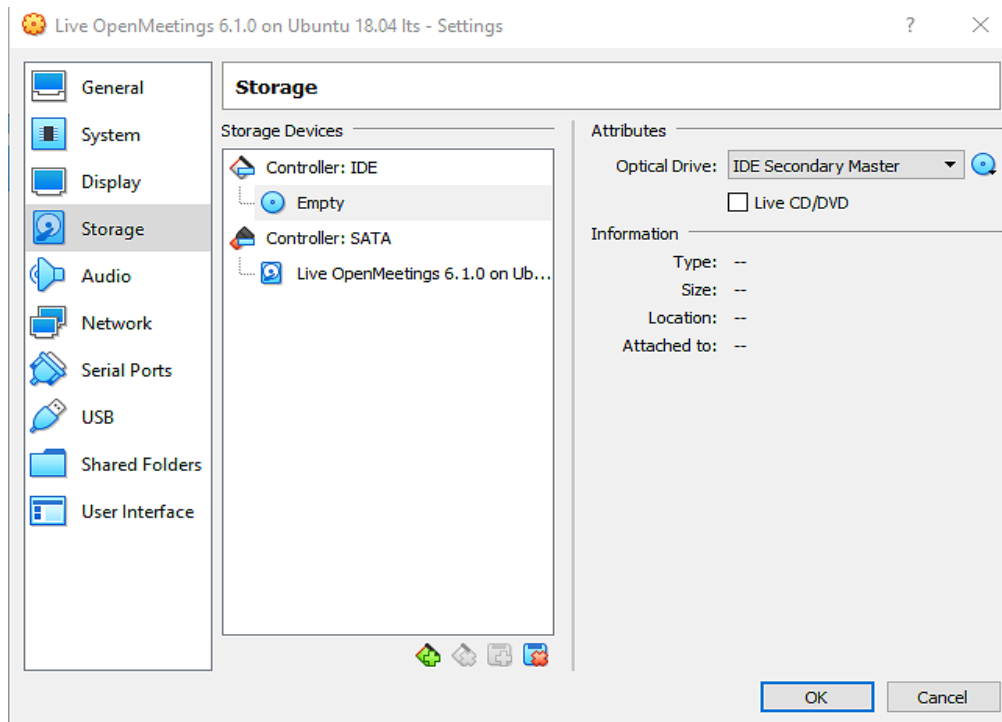 Live OpenMeetings 6.1.0 on Ubuntu 18.04 lts - Settings
?
General
System
Display
Storage
Audio
Network
Serial Ports
USB
Shared Folders
User Interface
Storage
Storage Devices
Controller: IDE
Empty
Controller: SATA
Live OpenMeetings 6.1.0 on Ub...
Attributes
Optical Drive: IDE Secondary Master
Live CD/DVD
Information
Type: --
Size: --
Location: --
Attached to: --
OK
Cancel